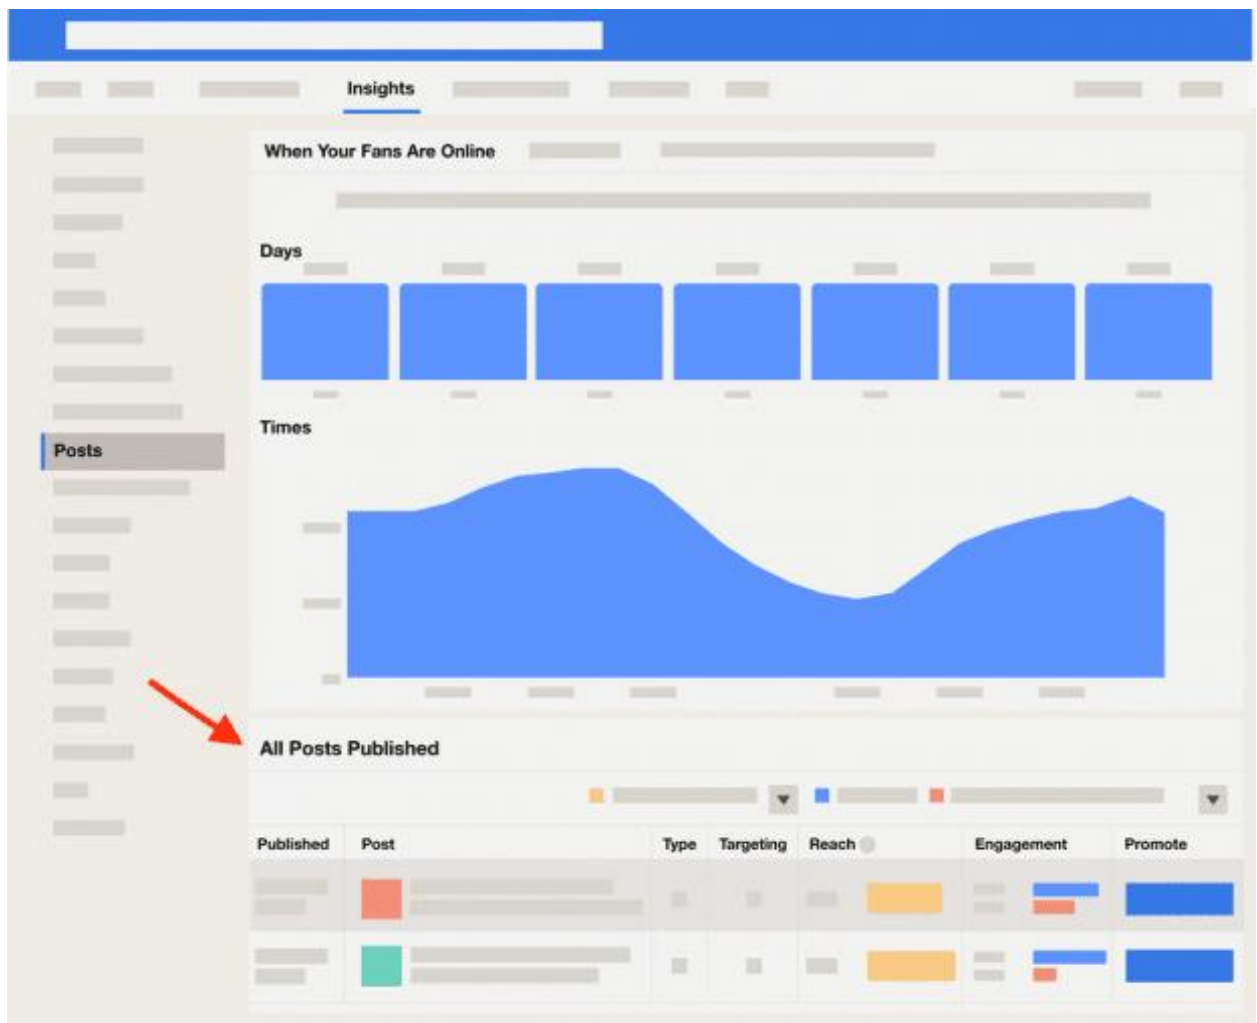 Insights
When Your Fans Are Online
Days
Times
Posts
All Posts Published
Published Post Type Targeting Reach Engagement Promote